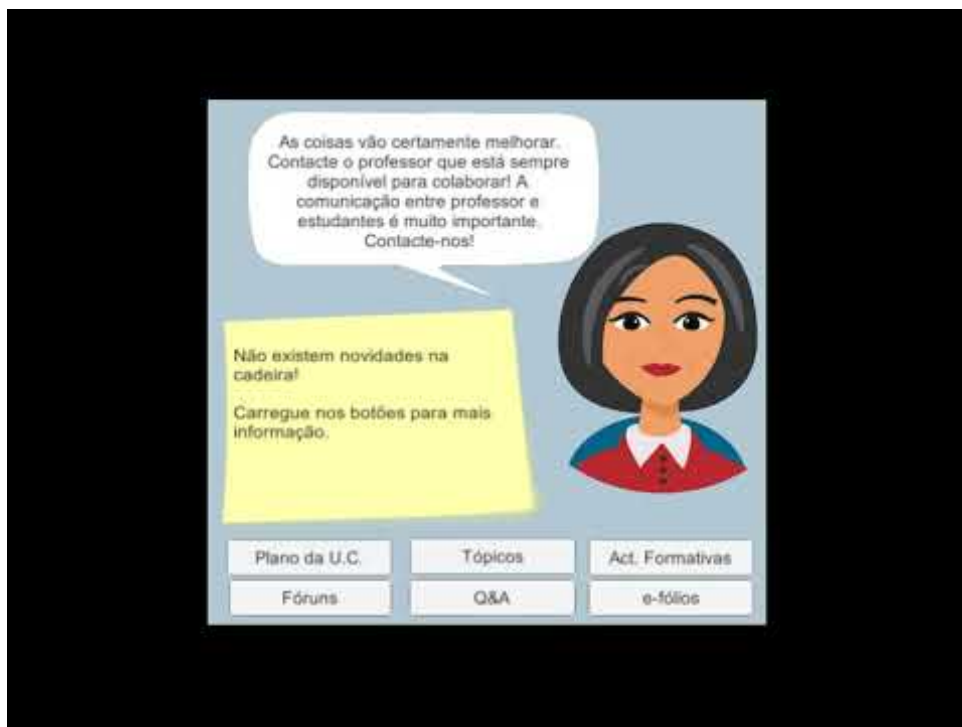 As coisas vão certamente melhorar.
Contacte o professor que está sempre
disponível para colaborar! A
comunicação entre professor e
estudantes é muito importante.
Contacte-nos!
Não existem novidades na
cadeira!
Carregue nos botões para mais
informação.
Plano da U.C.
Tópicos
Act. Formativas
Fóruns
Q&A
e-fólios